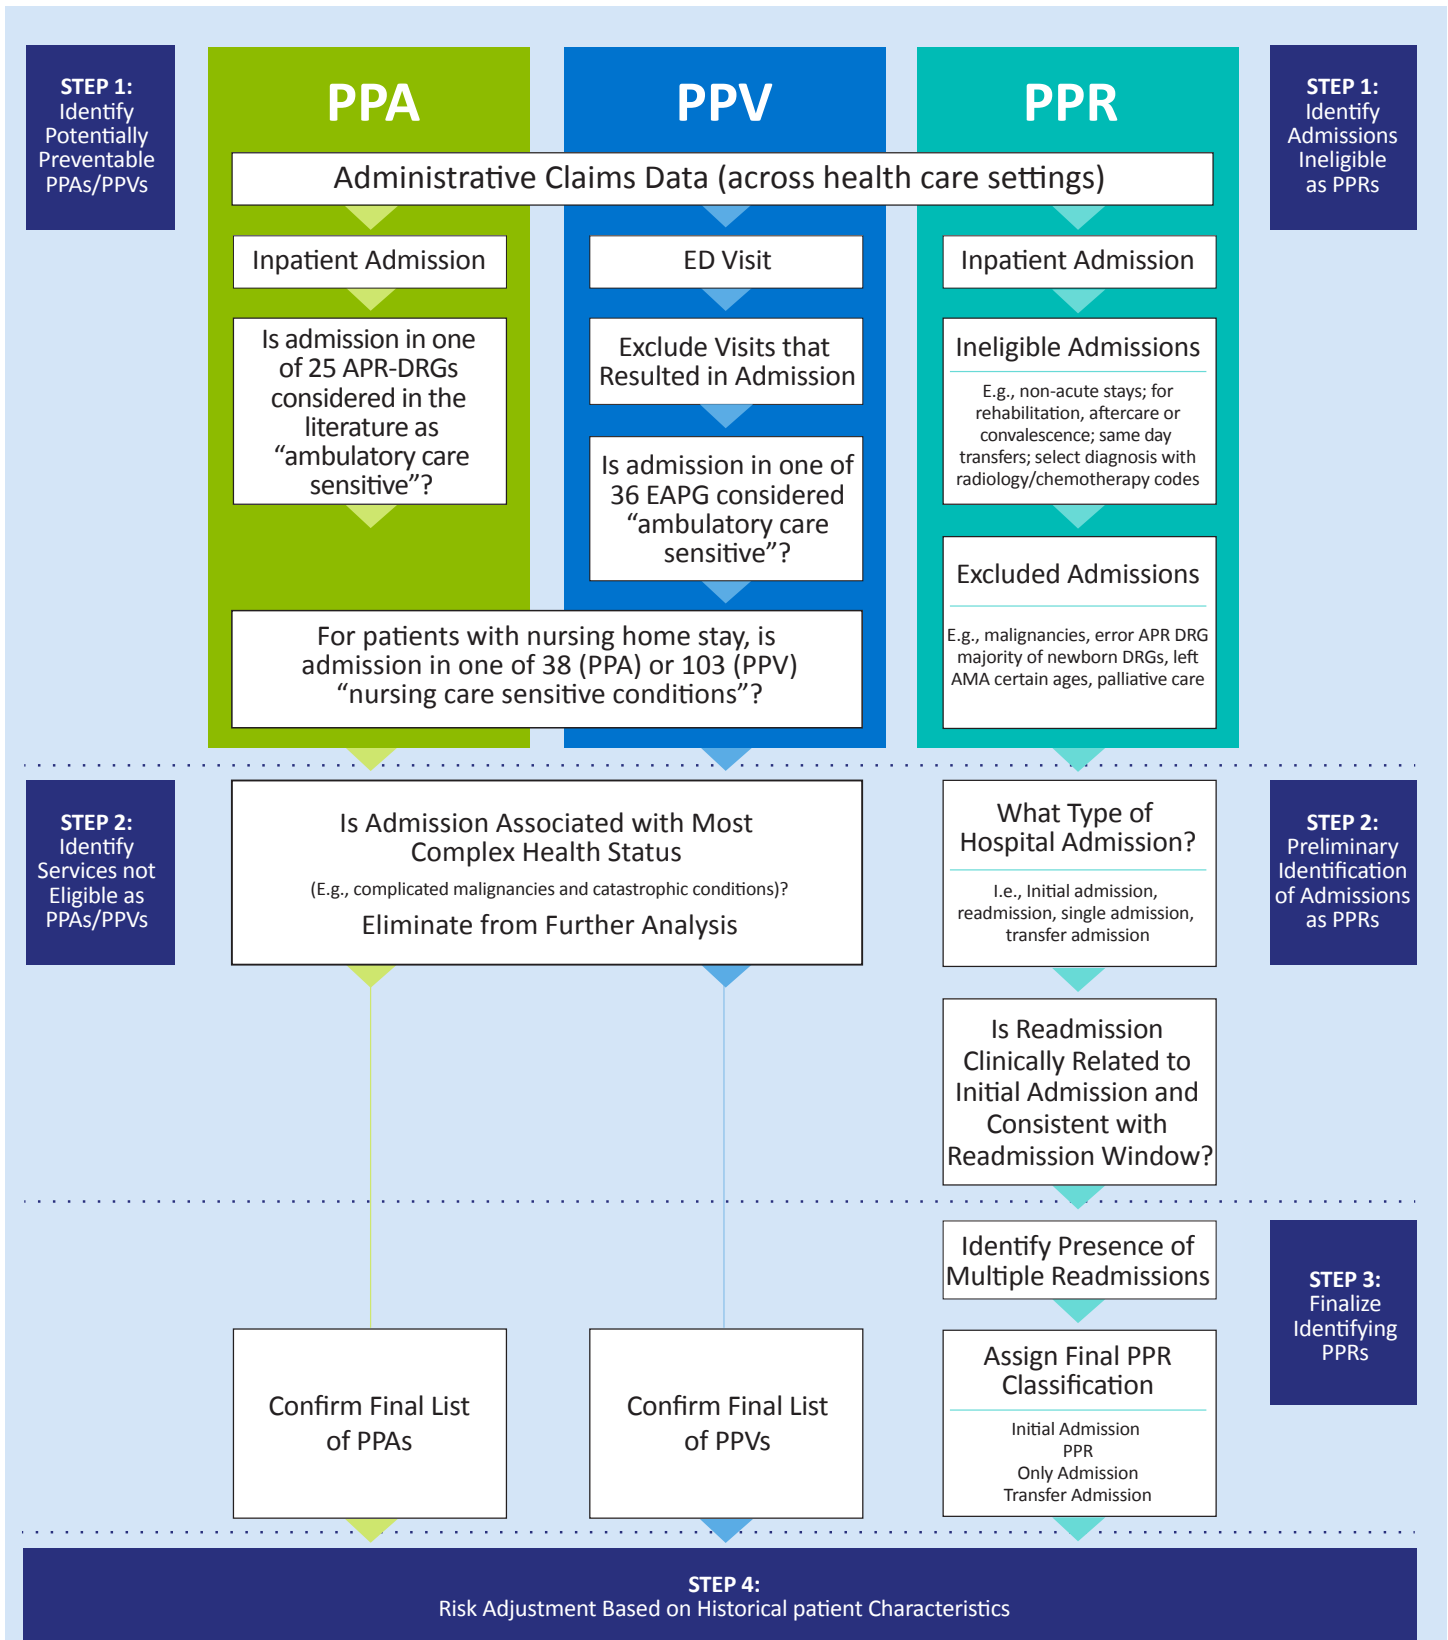 STEP 1:
Identify
Potentially
Preventable
PPAs/PPVs
PPA
PPV
PPR
STEP 1:
Identify
Admissions
Ineligible
as PPRs
Administrative Claims Data (across health care settings)
Inpatient Admission
ED Visit
Inpatient Admission
Is admission in one
of 25 APR-DRGs
considered in the
literature as
“ambulatory care
sensitive”?
Exclude Visits that
Resulted in Admission
Is admission in one of
36 EAPG considered
“ambulatory care
sensitive”?
Ineligible Admissions
E.g., non-acute stays; for
rehabilitation, aftercare or
convalescence; same day
transfers; select diagnosis with
radiology/chemotherapy codes
Excluded Admissions
E.g., malignancies, error APR DRG
majority of newborn DRGs, left
AMA certain ages, palliative care
For patients with nursing home stay, is
admission in one of 38 (PPA) or 103 (PPV)
“nursing care sensitive conditions”?
STEP 2:
Identify
Services not
Eligible as
PPAs/PPVs
Is Admission Associated with Most
Complex Health Status
(E.g., complicated malignancies and catastrophic conditions)?
Eliminate from Further Analysis
What Type of
Hospital Admission?
I.e., Initial admission,
readmission, single admission,
transfer admission
STEP 2:
Preliminary
Identification
of Admissions
as PPRs
Is Readmission
Clinically Related to
Initial Admission and
Consistent with
Readmission Window?
Identify Presence of
Multiple Readmissions
STEP 3:
Finalize
Identifying
PPRs
Confirm Final List
of PPAs
Confirm Final List
of PPVs
Assign Final PPR
Classification
Initial Admission
PPR
Only Admission
Transfer Admission
STEP 4:
Risk Adjustment Based on Historical patient Characteristics